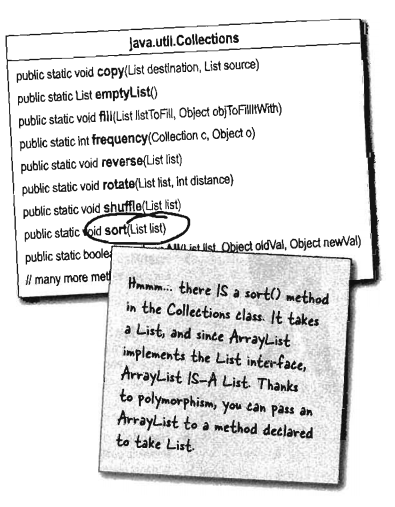 java.util.Collections
public static void copy(List destination, List source)
public static List emptyList()
public static void fill(List listToFill, Object objToFillItWith)
public static int frequency(Collection c, Object o)
public static void reverse(List list)
public static void rotate(List list, int distance)
public static void shuffle(List list)
public static void sort(List list)
public static boolea All(List list, Object oldVal, Object newVal)
// many more met
Hmmm... there IS a sort() method
in the Collections class. It takes
a List, and since ArrayList
implements the List interface,
ArrayList IS-A List. Thanks
to polymorphism, you can pass an
ArrayList to a method declared
to take List.